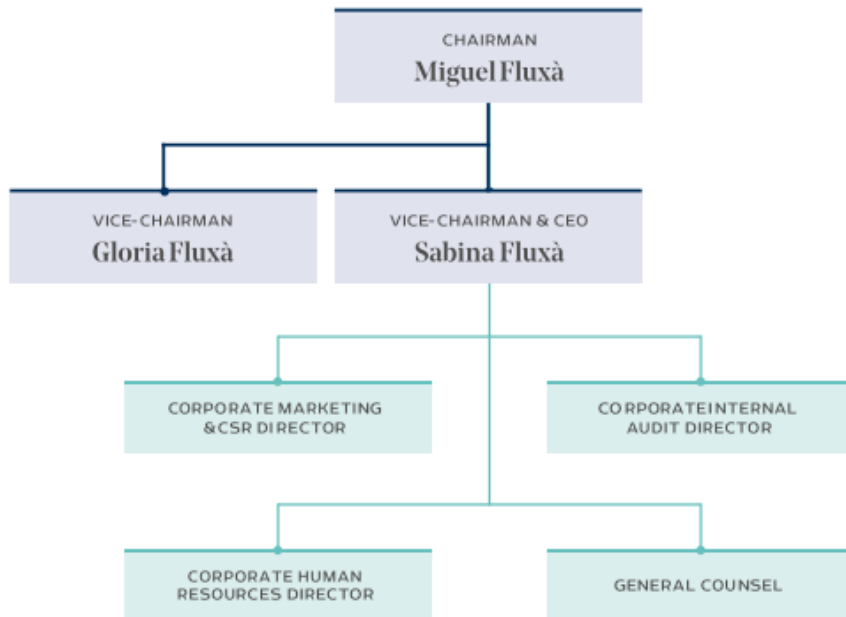 CHAIRMAN
Miguel Fluxà
VICE-CHAIRMAN
Gloria Fluxà
VICE-CHAIRMAN & CEO
Sabina Fluxà
CORPORATE MARKETING
& CSR DIRECTOR
CORPORATE INTERNAL
AUDIT DIRECTOR
CORPORATE HUMAN
RESOURCES DIRECTOR
GENERAL COUNSEL